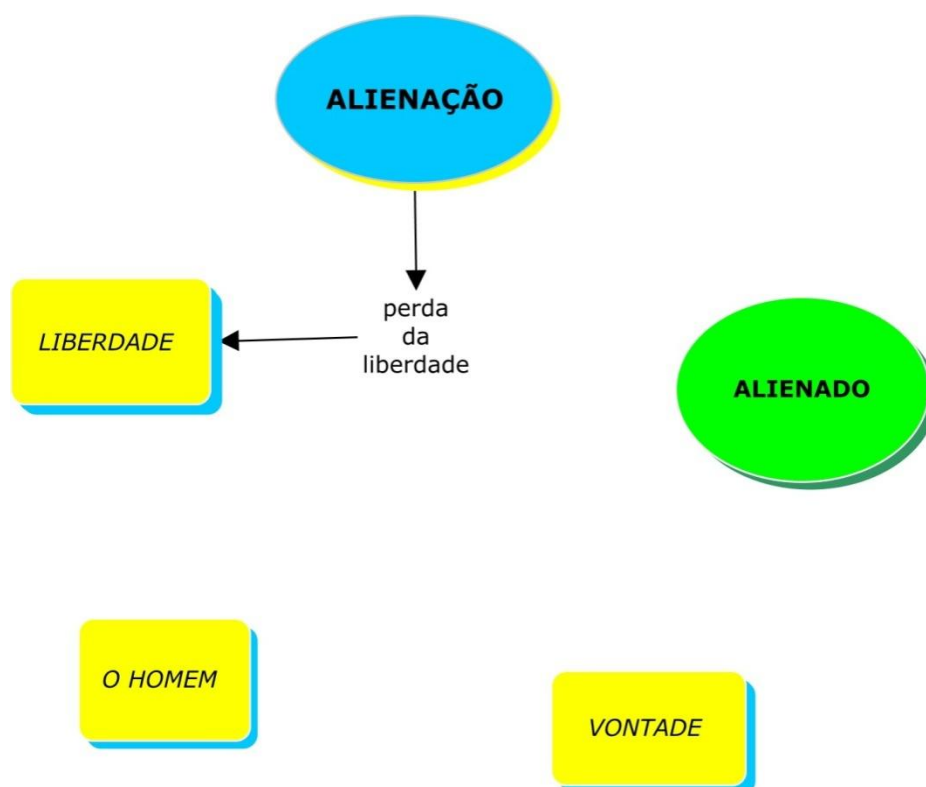 ALIENAÇÃO
perda
da
liberdade
LIBERDADE
ALIENADO
O HOMEM
VONTADE